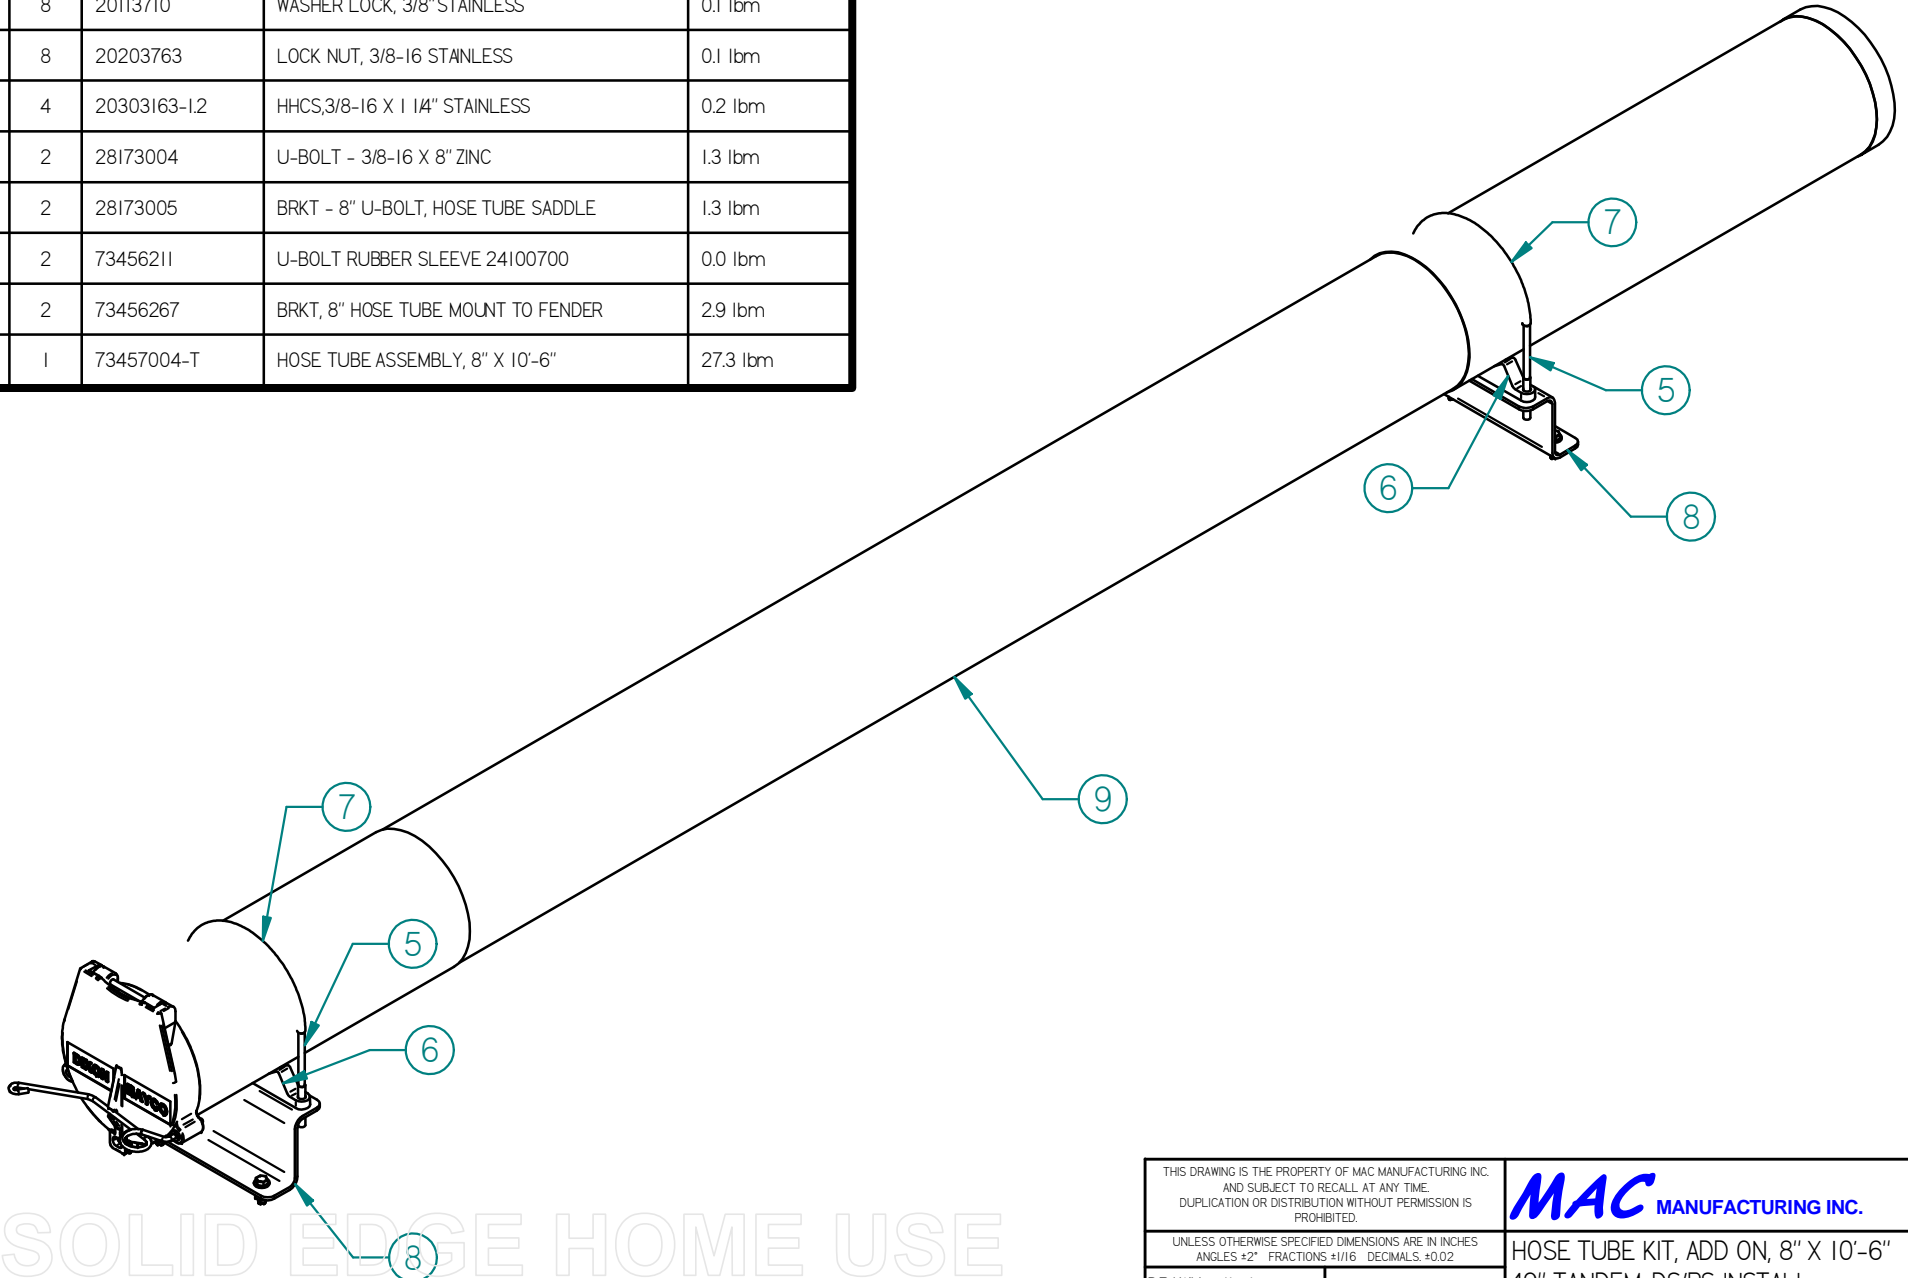 8 20113710 WASHER LOCK, 3/8" STAINLESS 0.1 lbm
8 20203763 LOCK NUT, 3/8-16 STAINLESS 0.1 lbm
4 20303163-1.2 HHCS,3/8-16 X 1 1/4" STAINLESS 0.2 lbm
2 28173004 U-BOLT - 3/8-16 X 8" ZINC 1.3 lbm
2 28173005 BRKT - 8" U-BOLT, HOSE TUBE SADDLE 1.3 lbm
2 73456211 U-BOLT RUBBER SLEEVE 24100700 0.0 lbm
2 73456267 BRKT, 8" HOSE TUBE MOUNT TO FENDER 2.9 lbm
1 73457004-T HOSE TUBE ASSEMBLY, 8" X 10'-6" 27.3 lbm
7
5
6
8
9
7
5
6
8
SOLID EDGE HOME USE
THIS DRAWING IS THE PROPERTY OF MAC MANUFACTURING INC.
AND SUBJECT TO RECALL AT ANY TIME.
DUPLICATION OR DISTRIBUTION WITHOUT PERMISSION IS
PROHIBITED.
UNLESS OTHERWISE SPECIFIED DIMENSIONS ARE IN INCHES
ANGLES ±2° FRACTIONS ±1/16 DECIMALS. ±0.02
MAC MANUFACTURING INC.
HOSE TUBE KIT, ADD ON, 8" X 10'-6"